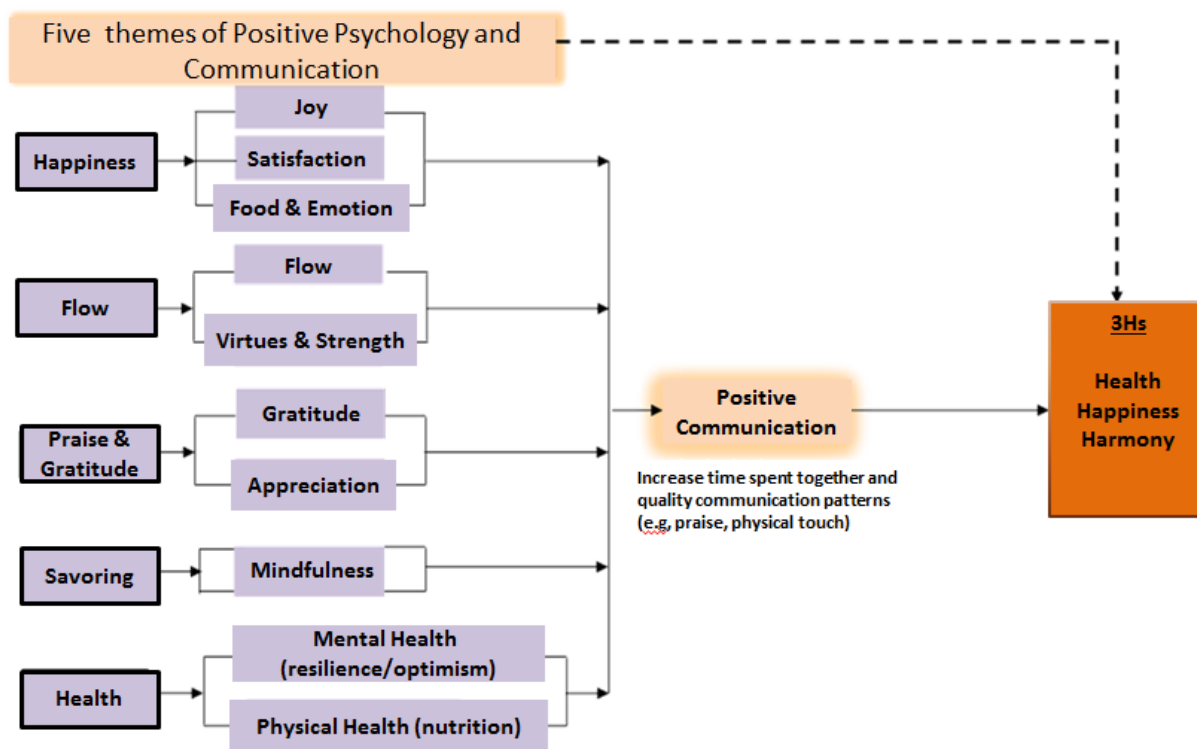 Five themes of Positive Psychology and
Communication
Happiness
Joy
Satisfaction
Food & Emotion
Flow
Flow
Virtues & Strength
Praise &
Gratitude
Gratitude
Appreciation
Savoring
Mindfulness
Health
Mental Health
(resilience/optimism)
Physical Health (nutrition)
Positive
Communication
Increase time spent together and
quality communication patterns
(e.g, praise, physical touch)
3Hs
Health
Happiness
Harmony